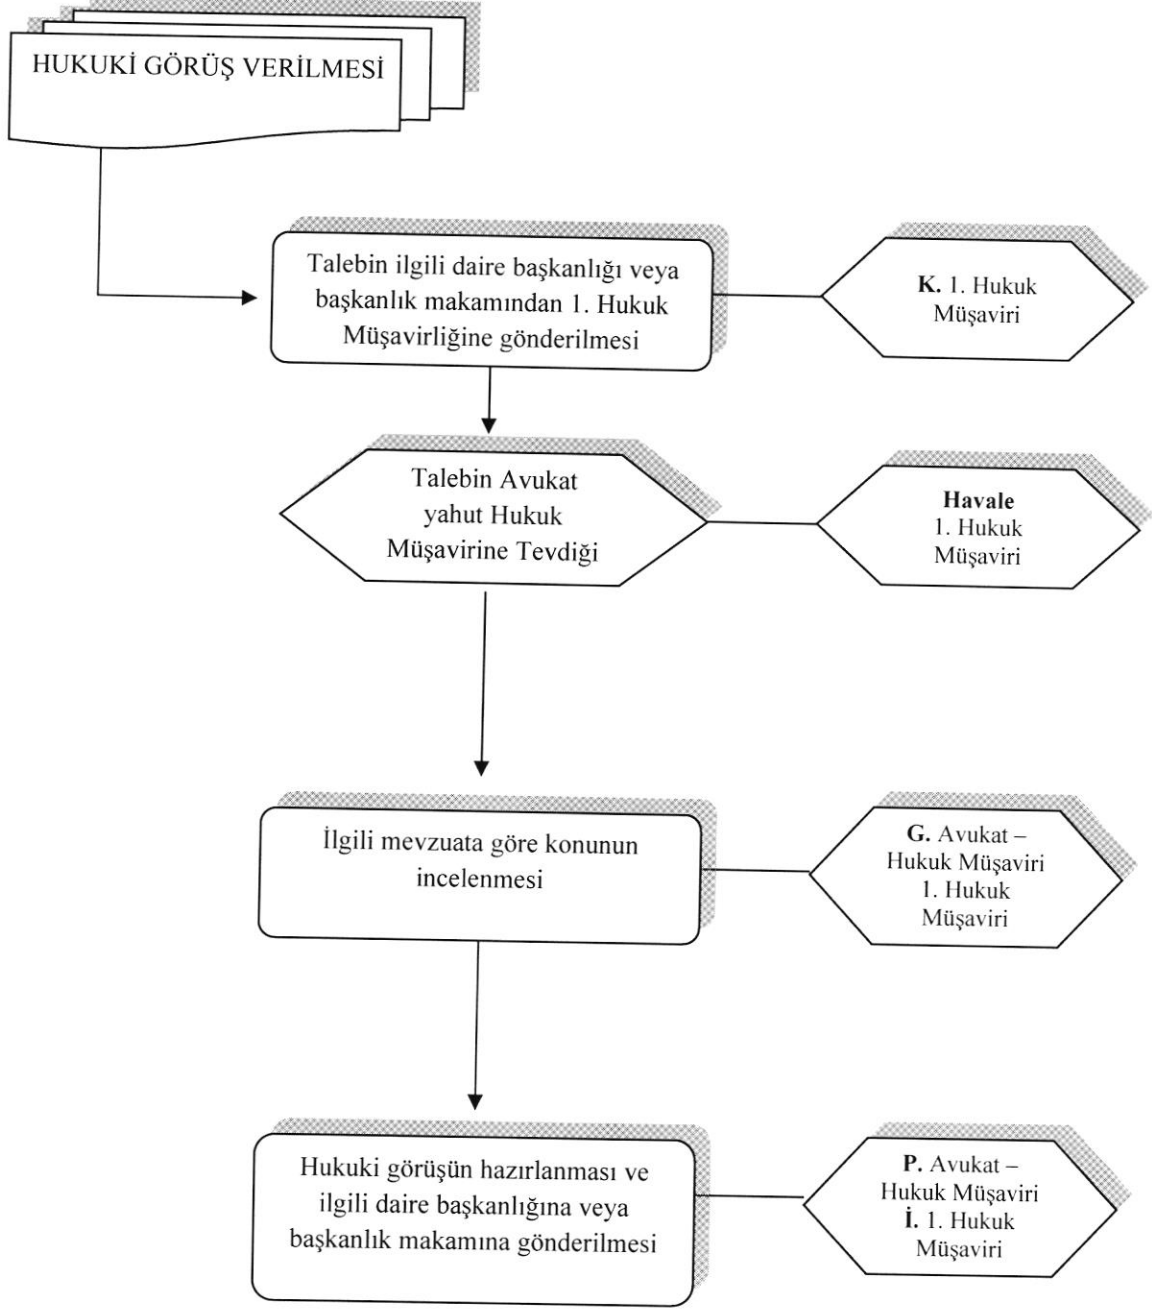 HUKUKİ GÖRÜŞ VERİLMESİ
Talebin ilgili daire başkanlığı veya
başkanlık makamından 1. Hukuk
Müşavirliğine gönderilmesi
K. 1. Hukuk
Müşaviri
Talebin Avukat
yahut Hukuk
Müşavirine Tevdiği
Havale
1. Hukuk
Müşaviri
İlgili mevzuata göre konunun
incelenmesi
G. Avukat –
Hukuk Müşaviri
1. Hukuk
Müşaviri
Hukuki görüşün hazırlanması ve
ilgili daire başkanlığına veya
başkanlık makamına gönderilmesi
P. Avukat –
Hukuk Müşaviri
İ. 1. Hukuk
Müşaviri